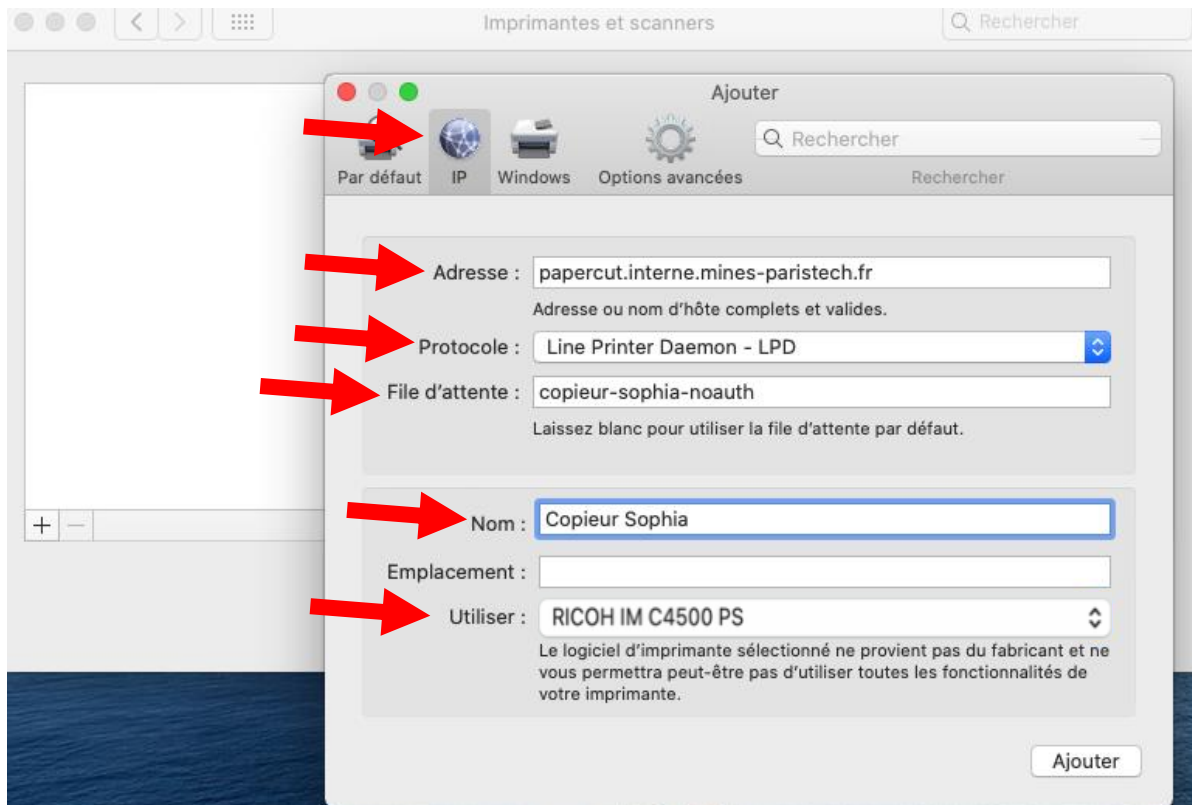 Imprimantes et scanners
Rechercher
Ajouter
Rechercher
Par défaut
IP
Windows
Options avancées
Rechercher
Adresse : papercut.interne.mines-paristech.fr
Adresse ou nom d'hôte complets et valides.
Protocole : Line Printer Daemon - LPD
File d'attente : copieur-sophia-noauth
Laissez blanc pour utiliser la file d'attente par défaut.
Nom : Copieur Sophia
Emplacement :
Utiliser : RICOH IM C4500 PS
Le logiciel d'imprimante sélectionné ne provient pas du fabricant et ne
vous permettra peut-être pas d'utiliser toutes les fonctionnalités de
votre imprimante.
Ajouter